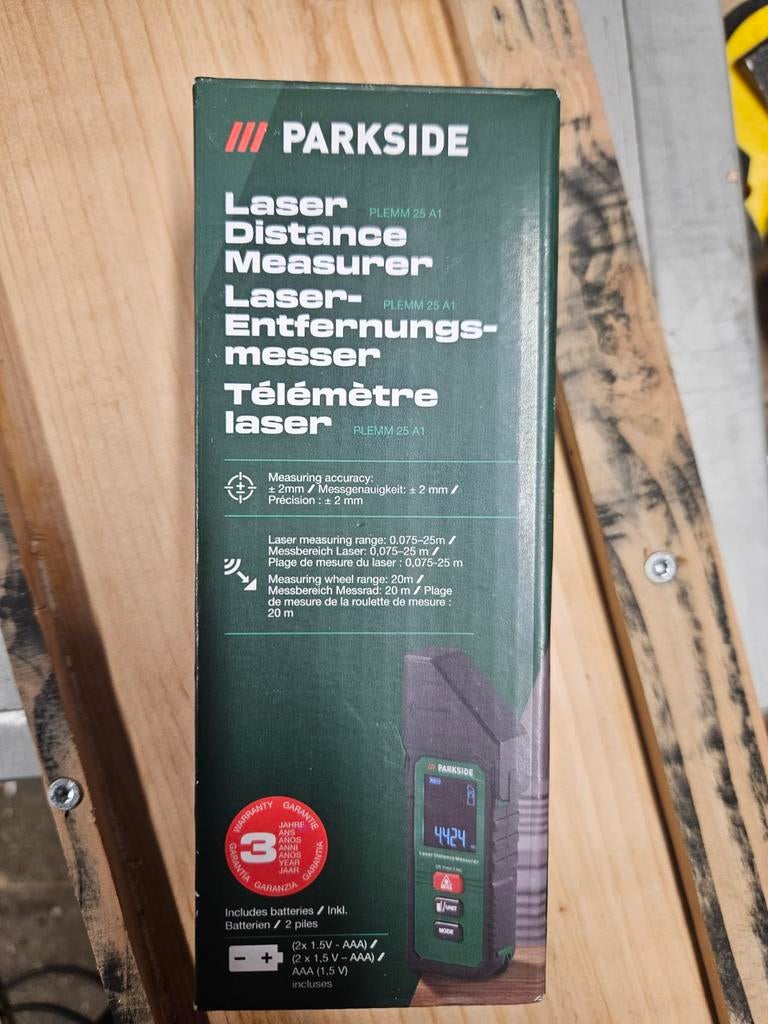 PARKSIDE
Laser PLEMM 25 A1
Distance
Measurer
Laser- PLEMM 25 A1
Entfernungs-
messer
Télémètre
laser PLEMM 25 A1
Measuring accuracy:
± 2mm / Messgenauigkeit: ± 2 mm /
Précision : ± 2 mm
Laser measuring range: 0.075–25m /
Messbereich Laser: 0,075–25 m /
Plage de mesure du laser : 0,075-25 m
Measuring wheel range: 20m /
Messbereich Messrad: 20 m / Plage
de mesure de la roulette de mesure :
20 m
PARKSIDE
4424
Laser Distance Measurer
/UNIT
MODE
WARRANTY GARANTIE
3
JAHRE
ANS
AÑOS
ANNI
ANOS
YEAR
JAAR
GARANTÍA GARANZIA GARANTIA
Includes batteries / Inkl.
Batterien / 2 piles
(2x 1.5V - AAA) /
(2 x 1,5 V – AAA) /
AAA (1,5 V)
incluses